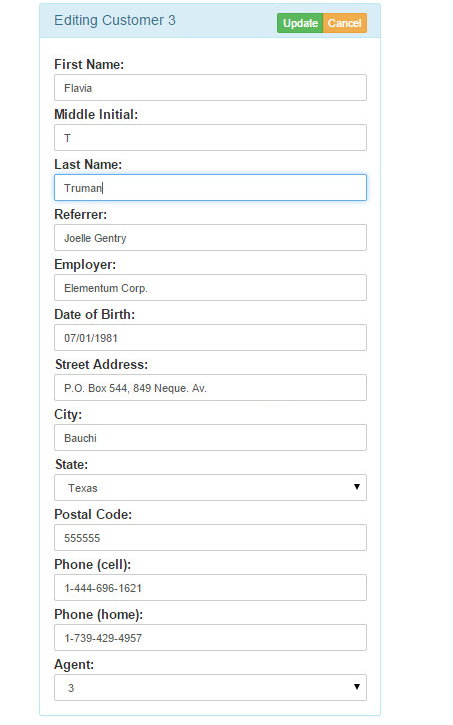 Editing Customer 3
Update Cancel
First Name:
Flavia
Middle Initial:
T
Last Name:
Truman
Referrer:
Joelle Gentry
Employer:
Elementum Corp.
Date of Birth:
07/01/1981
Street Address:
P.O. Box 544, 849 Neque. Av.
City:
Bauchi
State:
Texas
Postal Code:
555555
Phone (cell):
1-444-696-1621
Phone (home):
1-739-429-4957
Agent:
3